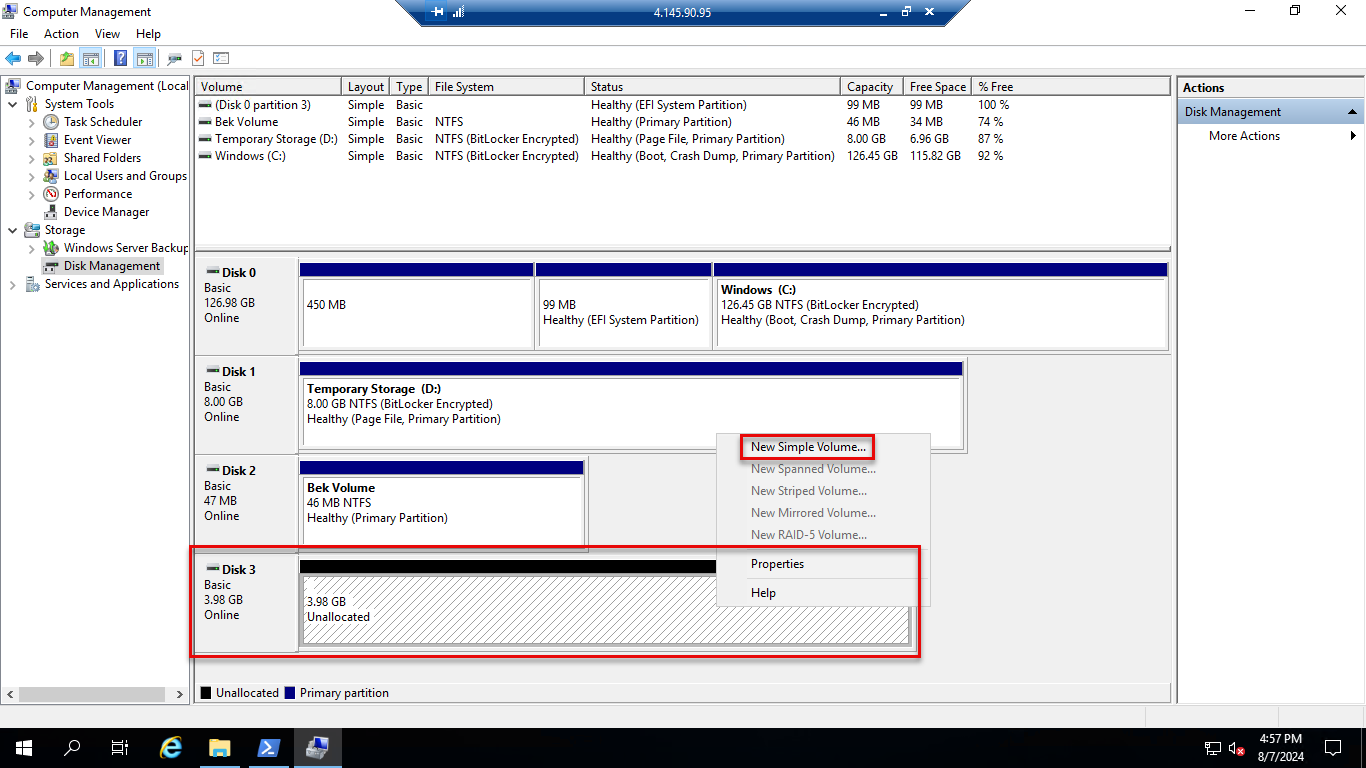 Computer Management
4.145.90.95
File Action View Help
Computer Management (Local
System Tools
Task Scheduler
Event Viewer
Shared Folders
Local Users and Groups
Performance
Device Manager
Storage
Windows Server Backup
Disk Management
Services and Applications
Volume Layout Type File System Status Capacity Free Space % Free
(Disk 0 partition 3) Simple Basic Healthy (EFI System Partition) 99 MB 99 MB 100 %
Bek Volume Simple Basic NTFS Healthy (Primary Partition) 46 MB 34 MB 74 %
Temporary Storage (D:) Simple Basic NTFS (BitLocker Encrypted) Healthy (Page File, Primary Partition) 8.00 GB 6.96 GB 87 %
Windows (C:) Simple Basic NTFS (BitLocker Encrypted) Healthy (Boot, Crash Dump, Primary Partition) 126.45 GB 115.82 GB 92 %
Disk 0
Basic
126.98 GB
Online
450 MB
99 MB
Healthy (EFI System Partition)
Windows (C:)
126.45 GB NTFS (BitLocker Encrypted)
Healthy (Boot, Crash Dump, Primary Partition)
Disk 1
Basic
8.00 GB
Online
Temporary Storage (D:)
8.00 GB NTFS (BitLocker Encrypted)
Healthy (Page File, Primary Partition)
Disk 2
Basic
47 MB
Online
Bek Volume
46 MB NTFS
Healthy (Primary Partition)
Disk 3
Basic
3.98 GB
Online
3.98 GB
Unallocated
New Simple Volume...
New Spanned Volume...
New Striped Volume...
New Mirrored Volume...
New RAID-5 Volume...
Properties
Help
Unallocated Primary partition
Actions
Disk Management
More Actions
4:57 PM
8/7/2024